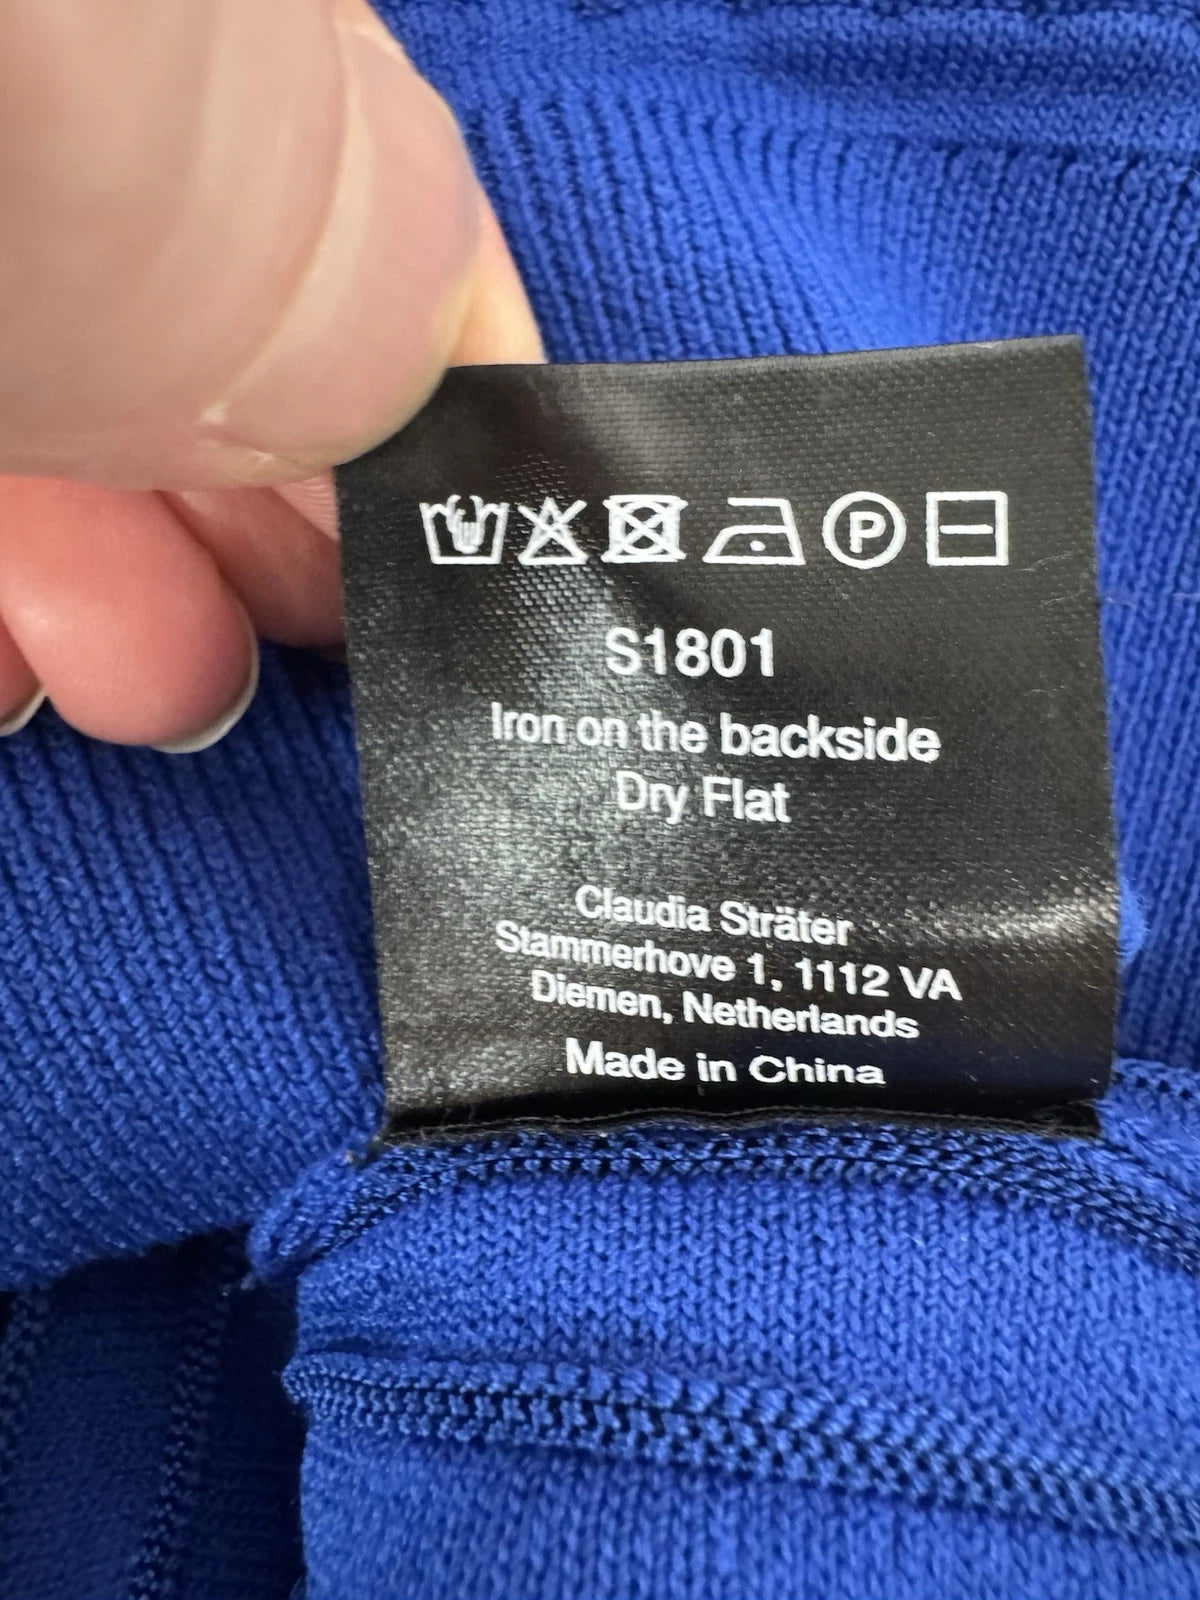 P
S1801
Iron on the backside
Dry Flat
Claudia Sträter
Stammerhove 1, 1112 VA
Diemen, Netherlands
Made in China